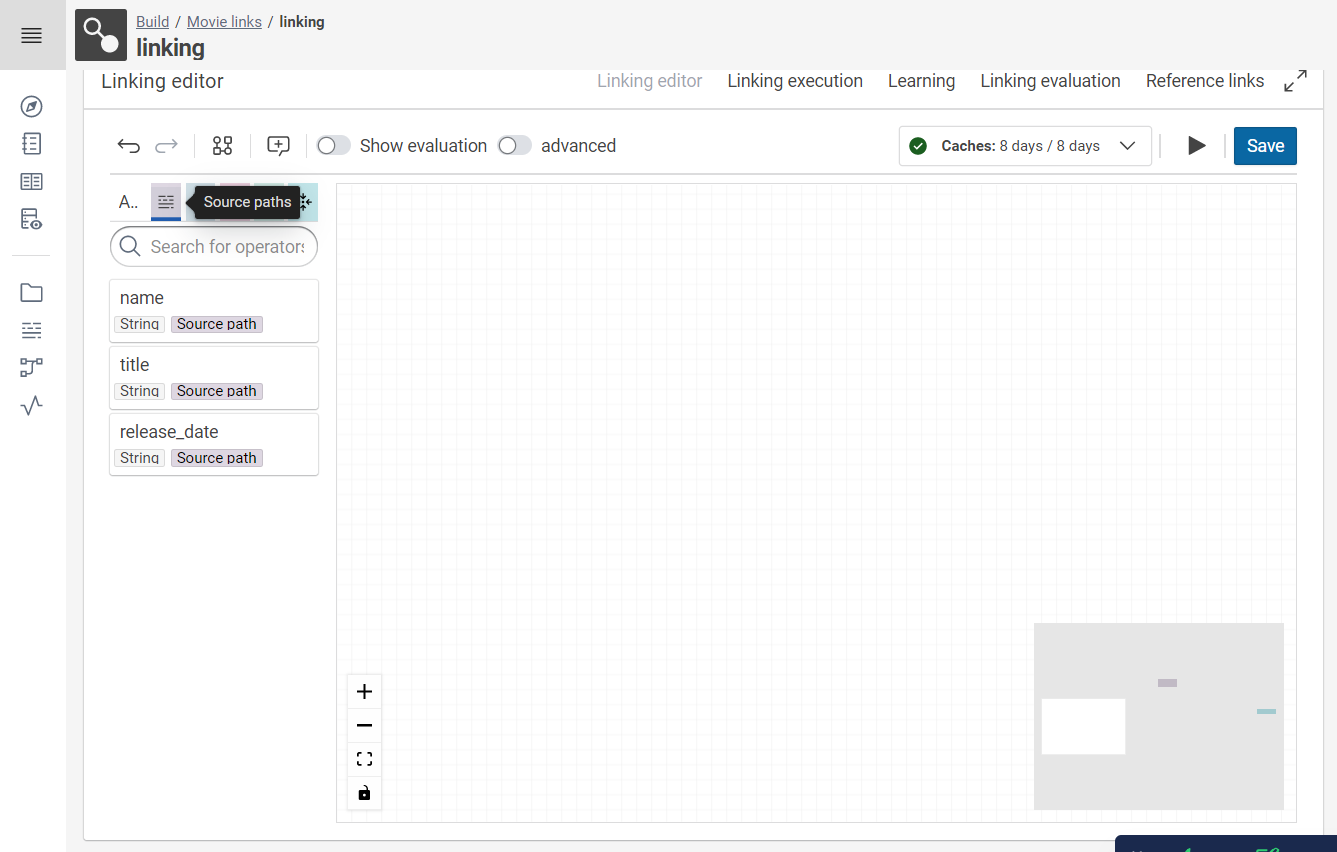 Build / Movie links / linking
linking
Linking editor
Linking editor Linking execution Learning Linking evaluation Reference links
Show evaluation advanced Caches: 8 days / 8 days Save
A.. Source paths
Search for operators
name
String Source path
title
String Source path
release_date
String Source path